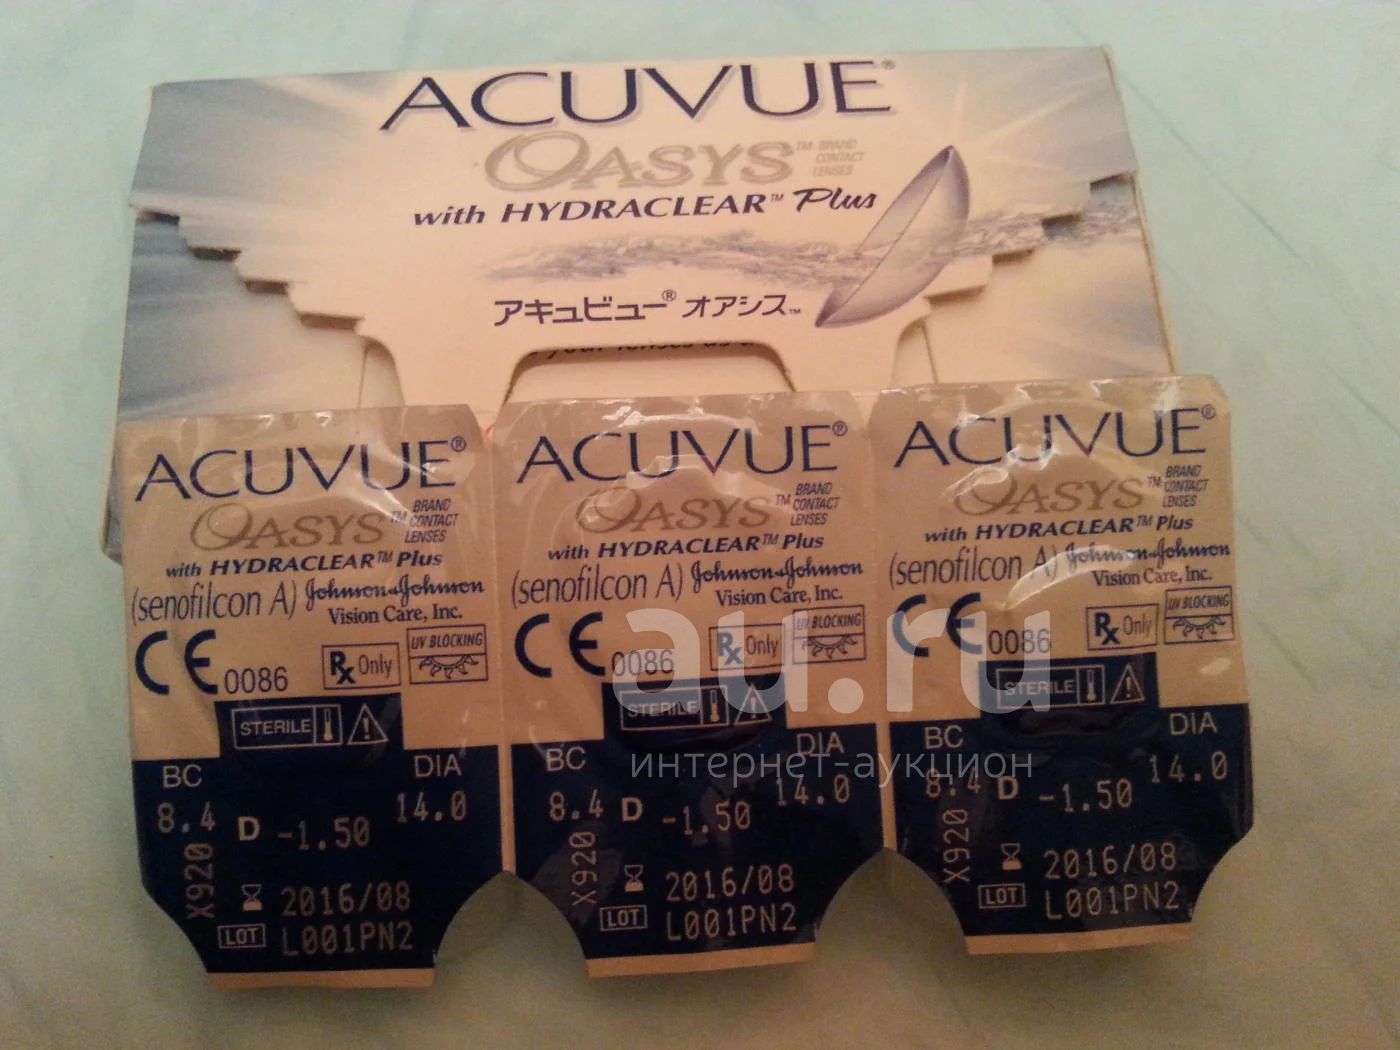 ACUVUE®
OASYS™ BRAND CONTACT LENSES
with HYDRACLEAR™ Plus
アキュビュー® オアシス™
your lenses as
ACUVUE®
OASYS™ BRAND CONTACT LENSES
with HYDRACLEAR™ Plus
(senofilcon A) Johnson & Johnson
Vision Care, Inc.
CE 0086 Rx Only UV BLOCKING
STERILE
BC DIA
8.4 D -1.50 14.0
X920
2016/08
LOT L001PN2
ACUVUE®
OASYS™ BRAND CONTACT LENSES
with HYDRACLEAR™ Plus
(senofilcon A) Johnson & Johnson
Vision Care, Inc.
CE 0086 Rx Only UV BLOCKING
STERILE
BC DIA
8.4 D -1.50 14.0
X920
2016/08
LOT L001PN2
ACUVUE®
OASYS™ BRAND CONTACT LENSES
with HYDRACLEAR™ Plus
(senofilcon A) Johnson & Johnson
Vision Care, Inc.
CE 0086 Rx Only UV BLOCKING
STERILE
BC DIA
8.4 D -1.50 14.0
X920
2016/08
LOT L001PN2
au.ru
интернет-аукцион